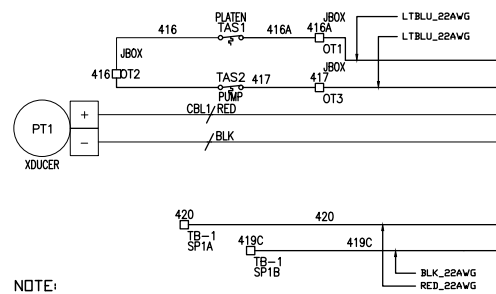 PLATEN
416 TAS1 416A 416A JBOX
LTBLU_22AWG
OT1
LTBLU_22AWG
JBOX
JBOX
416 OT2
TAS2 417 417
PUMP
OT3
CBL1 RED
PT1 +
−
BLK
XDUCER
420 420
TB-1
SP1A
419C 419C
TB-1
SP1B
BLK_22AWG
RED_22AWG
NOTE: